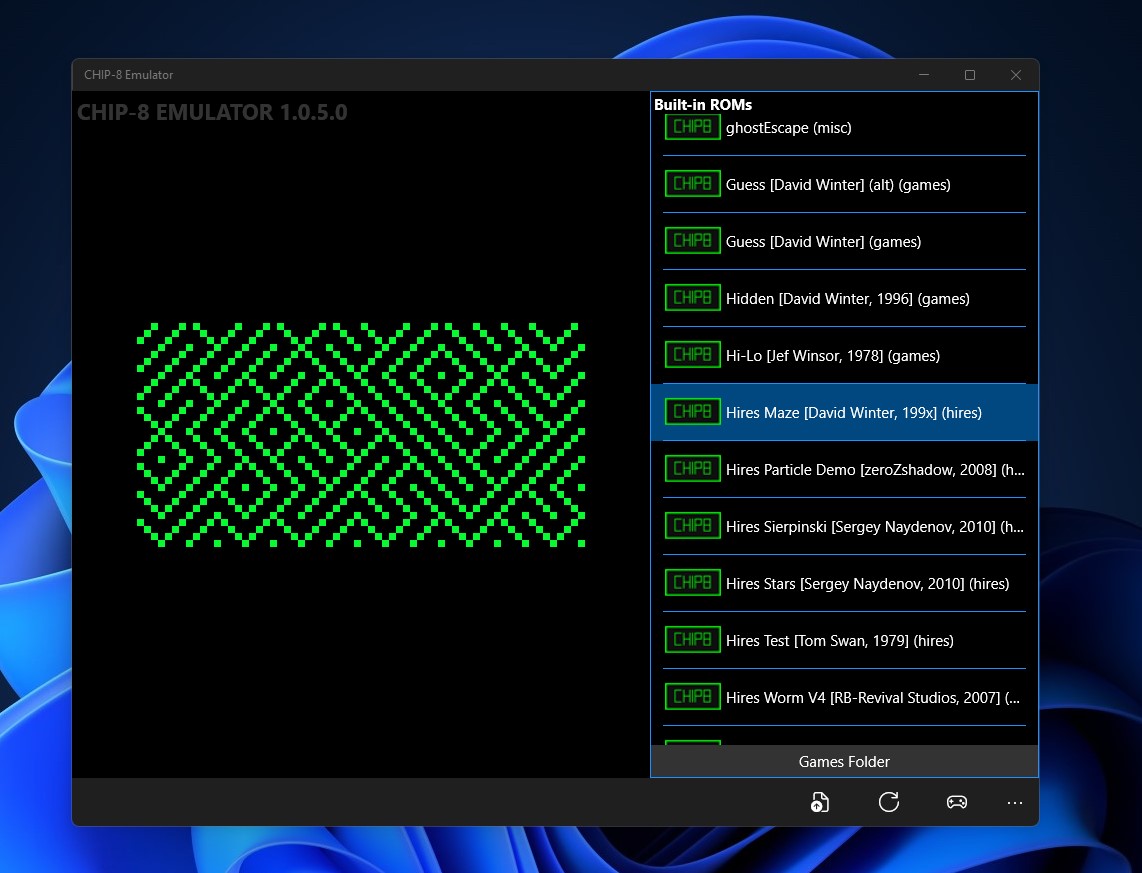 CHIP-8 Emulator
CHIP-8 EMULATOR 1.0.5.0
Built-in ROMs
CHIP8 ghostEscape (misc)
CHIP8 Guess [David Winter] (alt) (games)
CHIP8 Guess [David Winter] (games)
CHIP8 Hidden [David Winter, 1996] (games)
CHIP8 Hi-Lo [Jef Winsor, 1978] (games)
CHIP8 Hires Maze [David Winter, 199x] (hires)
CHIP8 Hires Particle Demo [zeroZshadow, 2008] (h...
CHIP8 Hires Sierpinski [Sergey Naydenov, 2010] (h...
CHIP8 Hires Stars [Sergey Naydenov, 2010] (hires)
CHIP8 Hires Test [Tom Swan, 1979] (hires)
CHIP8 Hires Worm V4 [RB-Revival Studios, 2007] (...
Games Folder